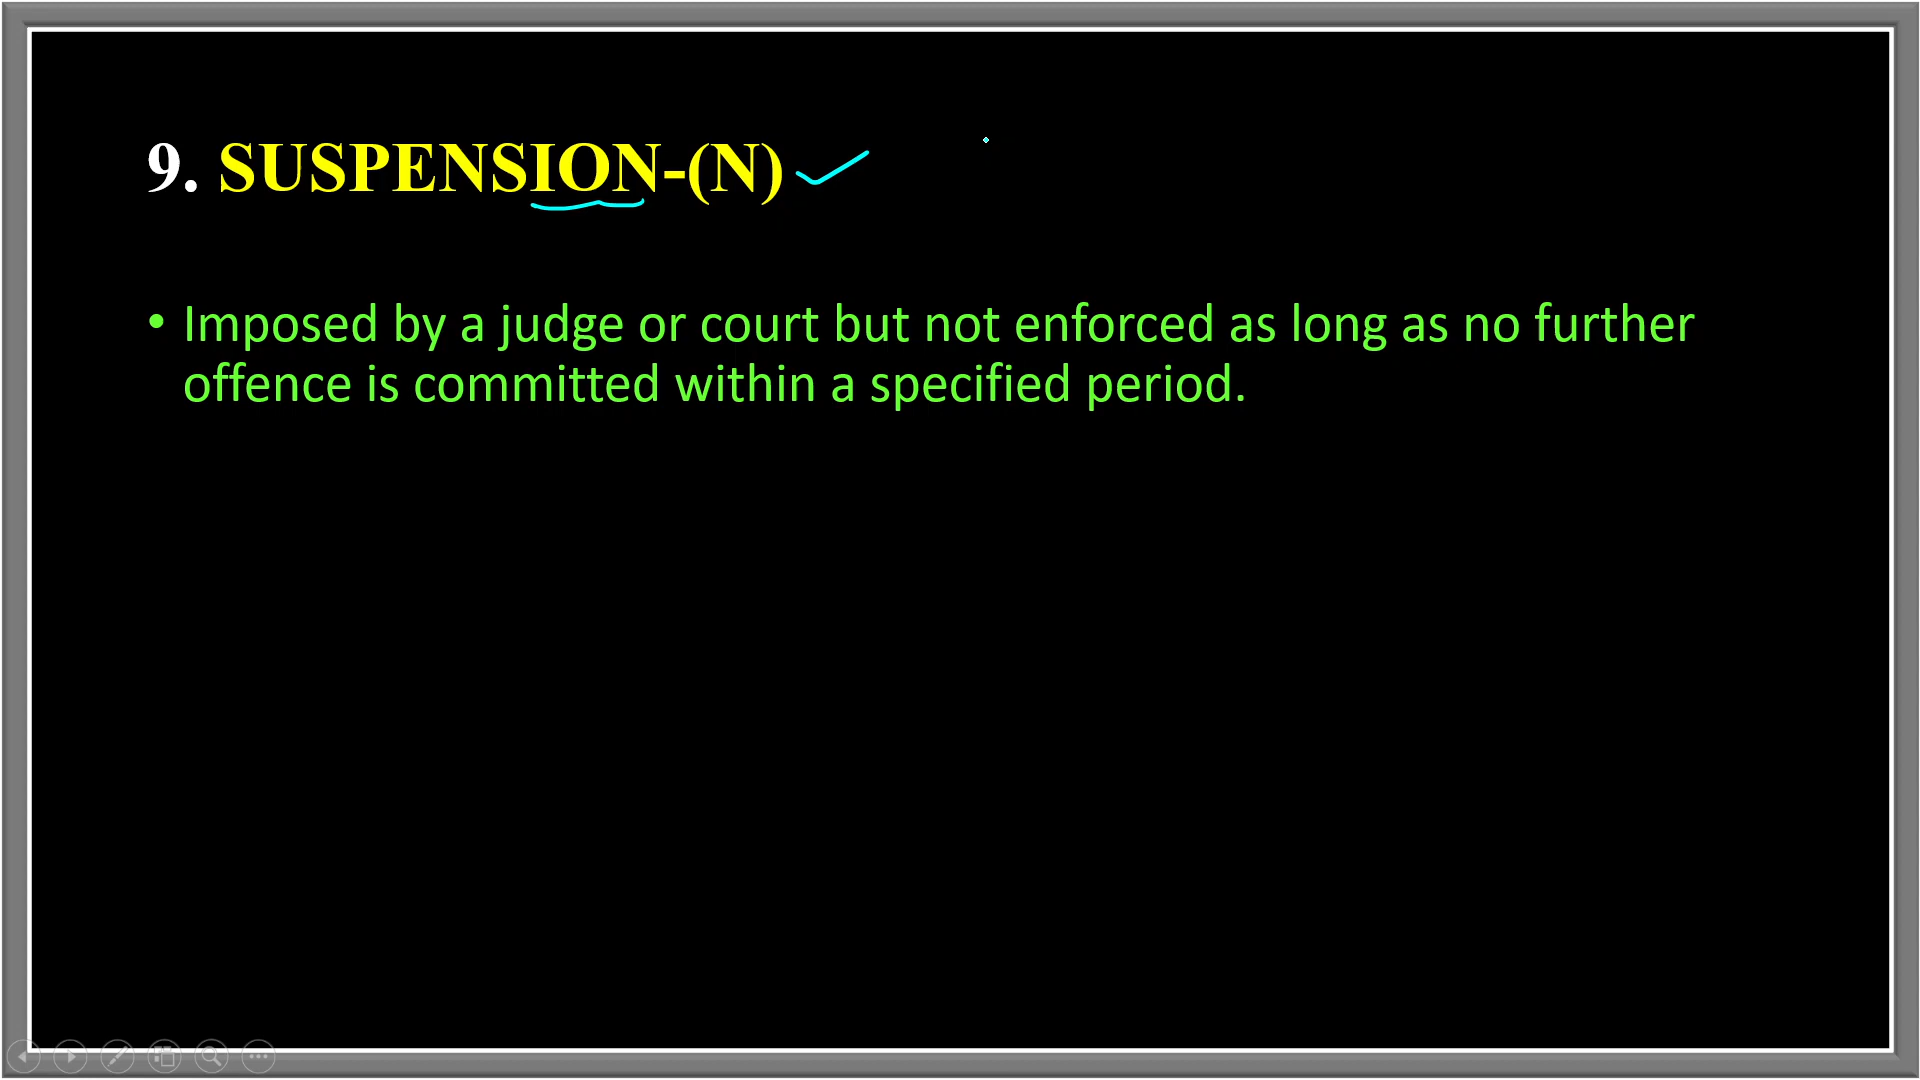 9. SUSPENSION-(N)
• Imposed by a judge or court but not enforced as long as no further
offence is committed within a specified period.